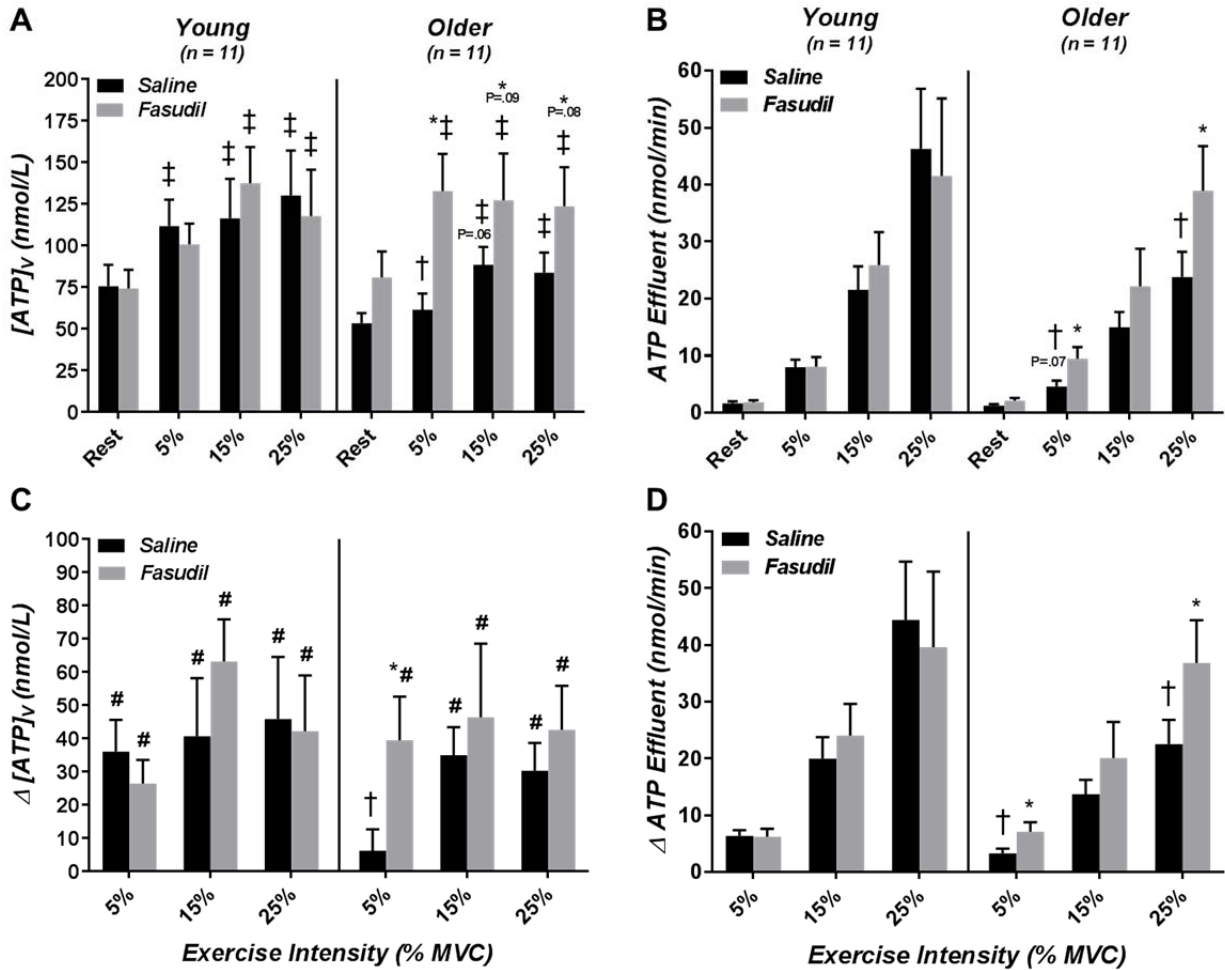 A
Young
(n = 11)
Older
(n = 11)
Saline
Fasudil
[ATP]V (nmol/L)
200
175
150
125
100
75
50
25
0
‡
‡
‡
‡
‡
†
*‡
‡
P=.06
*
P=.09
‡
‡
*
P=.08
‡
Rest
5%
15%
25%
Rest
5%
15%
25%
B
Young
(n = 11)
Older
(n = 11)
Saline
Fasudil
ATP Effluent (nmol/min)
60
50
40
30
20
10
0
†
P=.07
*
†
*
Rest
5%
15%
25%
Rest
5%
15%
25%
C
Saline
Fasudil
Δ [ATP]V (nmol/L)
100
90
80
70
60
50
40
30
20
10
0
#
#
#
#
#
#
†
*#
#
#
#
#
5%
15%
25%
5%
15%
25%
Exercise Intensity (% MVC)
D
Saline
Fasudil
Δ ATP Effluent (nmol/min)
60
50
40
30
20
10
0
†
*
†
*
5%
15%
25%
5%
15%
25%
Exercise Intensity (% MVC)